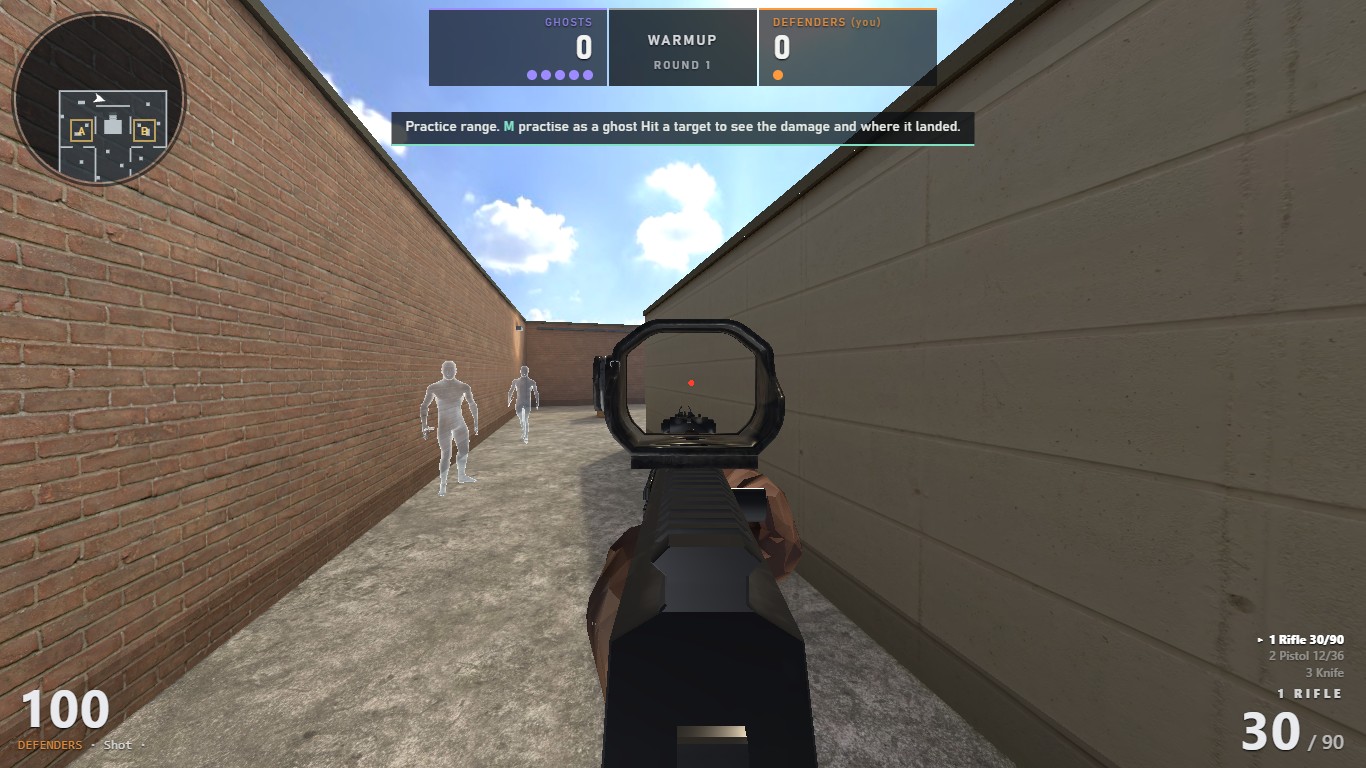 GHOSTS
0
WARMUP
ROUND 1
DEFENDERS (you)
0
Practice range. M practise as a ghost Hit a target to see the damage and where it landed.
A
B
1 Rifle 30/90
2 Pistol 12/36
3 Knife
1 RIFLE
30 / 90
100
DEFENDERS · Shot ·